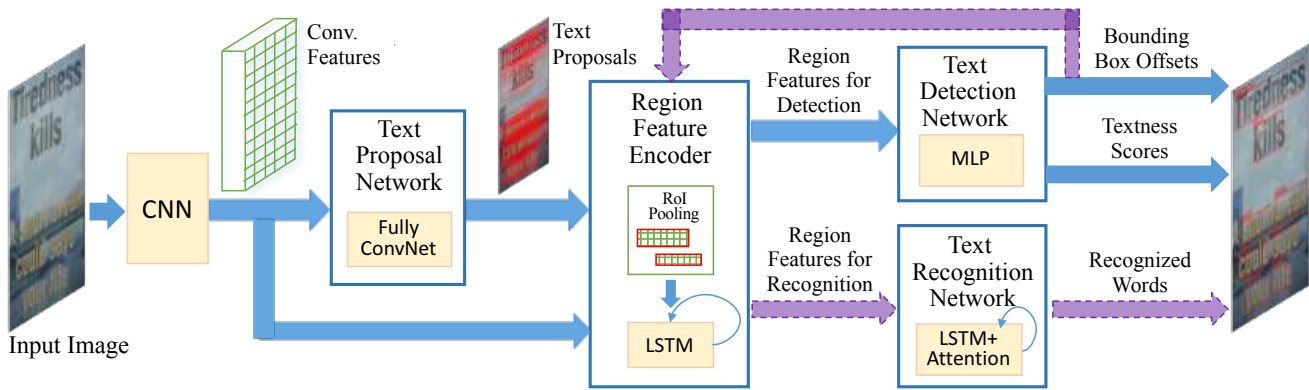 Input Image
Tiredness
kills
CNN
Conv.
Features
Text
Proposal
Network
Fully
ConvNet
Text
Proposals
Region
Feature
Encoder
RoI
Pooling
LSTM
Region
Features for
Detection
Text
Detection
Network
MLP
Bounding
Box Offsets
Textness
Scores
Region
Features for
Recognition
Text
Recognition
Network
LSTM+
Attention
Recognized
Words
Tiredness
kills